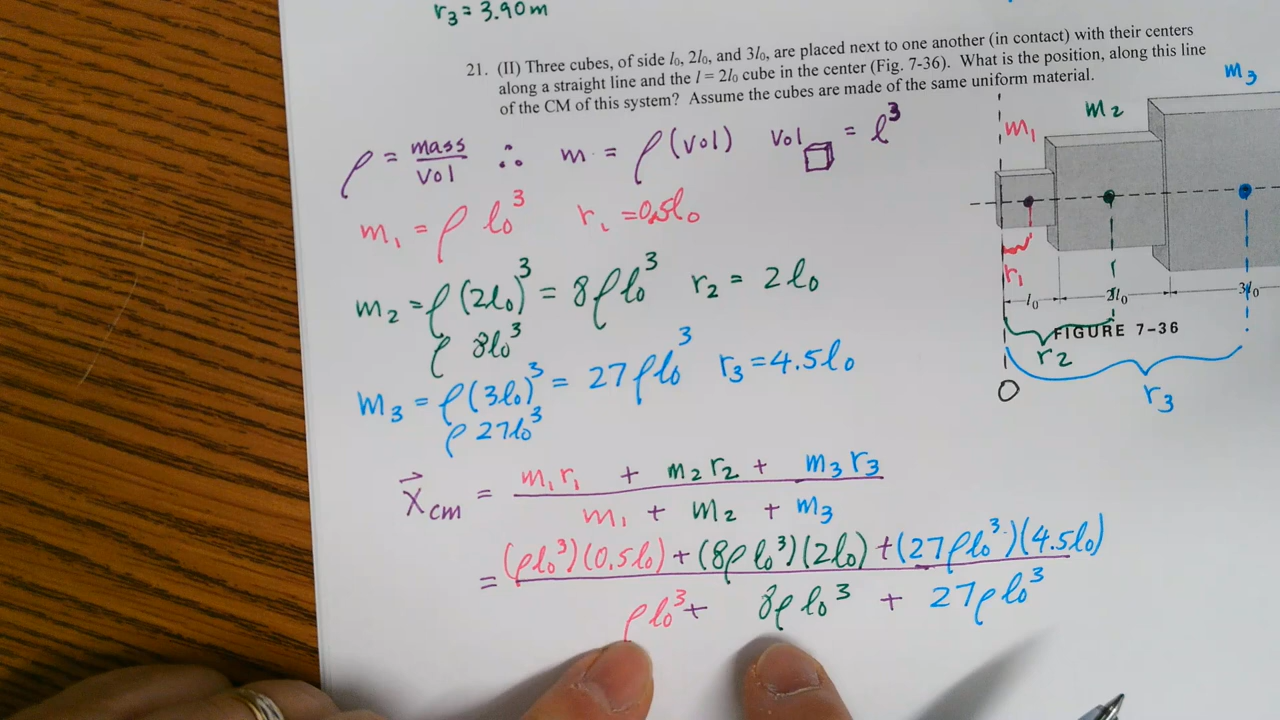 r₃ = 3.90 m
21. (II) Three cubes, of side l₀, 2l₀, and 3l₀, are placed next to one another (in contact) with their centers
along a straight line and the l = 2l₀ cube in the center (Fig. 7-36). What is the position, along this line
of the CM of this system? Assume the cubes are made of the same uniform material.
ρ = mass/vol ∴ m = ρ(vol) vol = l³
m₁ = ρ l₀³ r₁ = 0.5l₀
m₂ = ρ(2l₀)³ = 8ρl₀³ r₂ = 2l₀
ρ 8l₀³
m₃ = ρ(3l₀)³ = 27ρl₀³ r₃ = 4.5l₀
ρ 27l₀³
x⃗cm = m₁r₁ + m₂r₂ + m₃r₃
m₁ + m₂ + m₃
= (ρl₀³)(0.5l₀) + (8ρl₀³)(2l₀) + (27ρl₀³)(4.5l₀)
ρl₀³ + 8ρl₀³ + 27ρl₀³
m₃
m₂
m₁
r₁
l₀ 2l₀ 3l₀
FIGURE 7-36
r₂
O
r₃